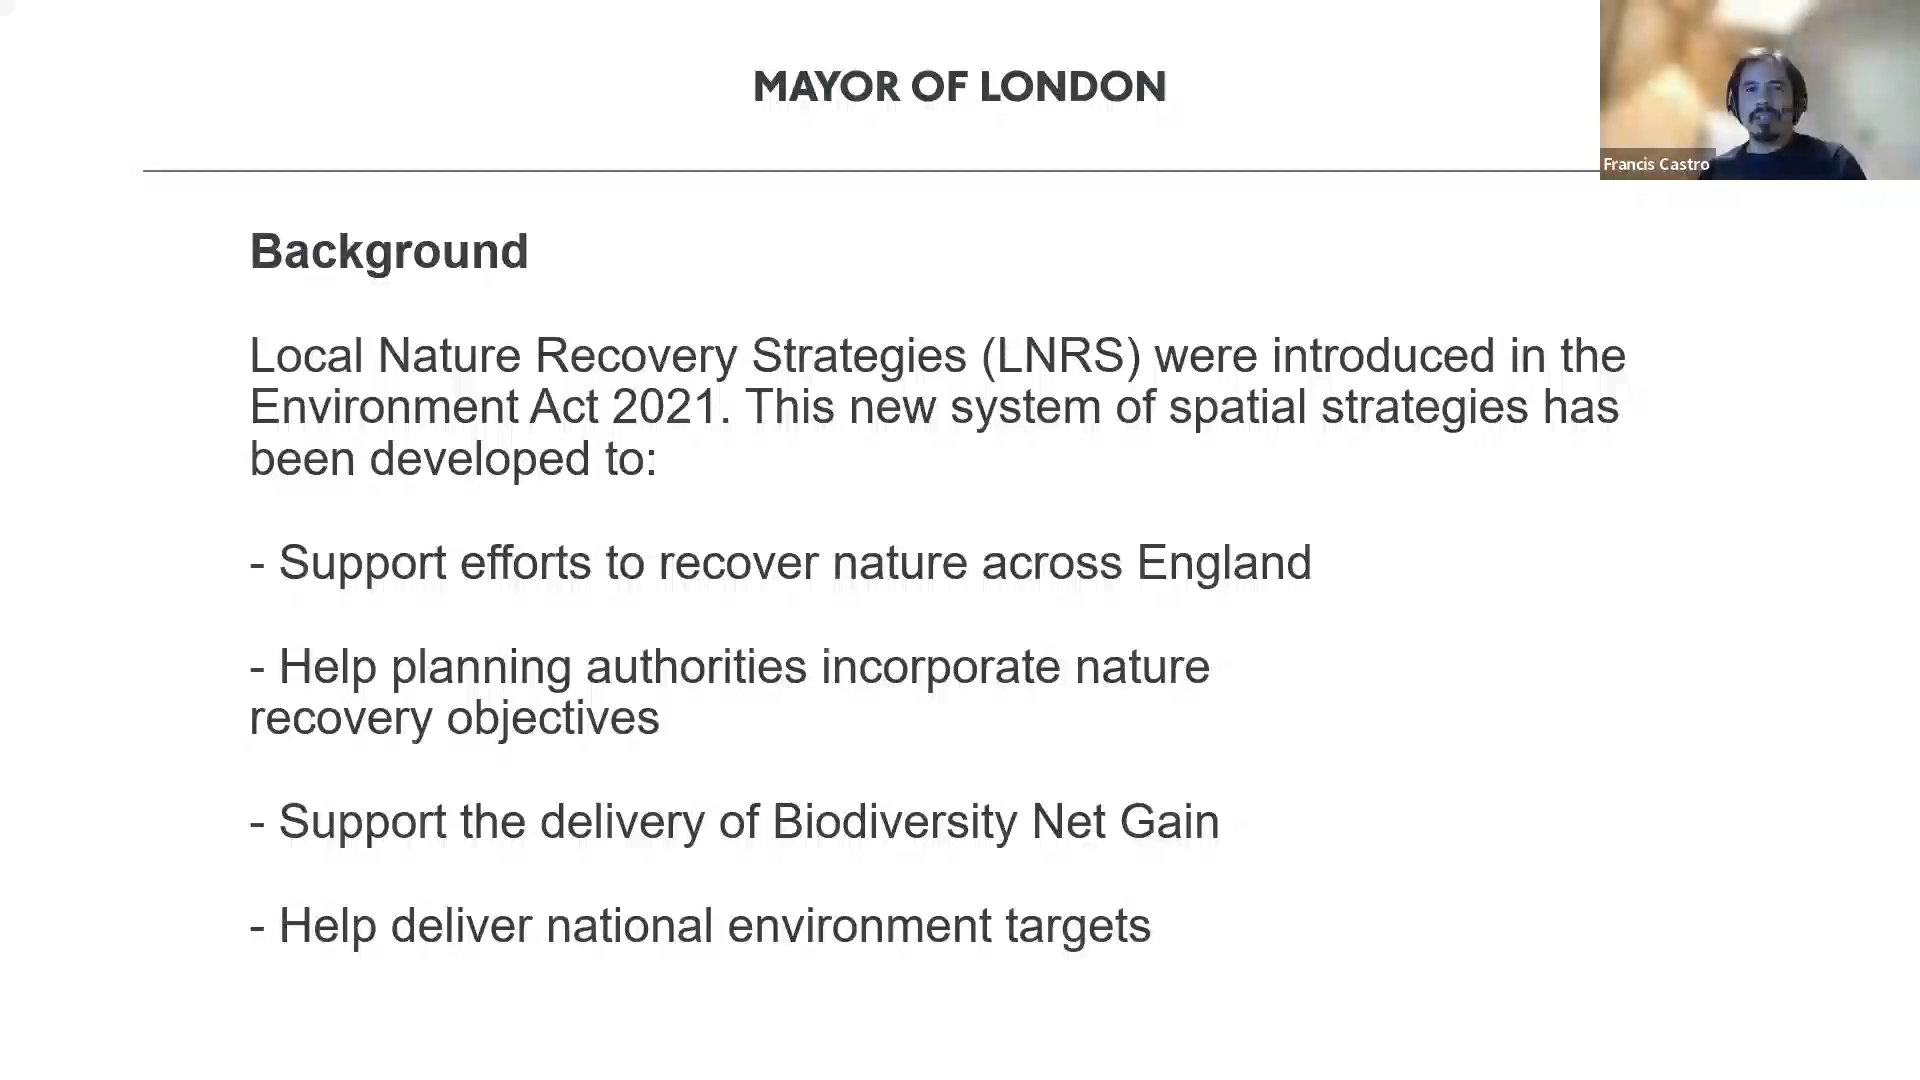 MAYOR OF LONDON
Francis Castro
Background
Local Nature Recovery Strategies (LNRS) were introduced in the
Environment Act 2021. This new system of spatial strategies has
been developed to:
- Support efforts to recover nature across England
- Help planning authorities incorporate nature
recovery objectives
- Support the delivery of Biodiversity Net Gain
- Help deliver national environment targets